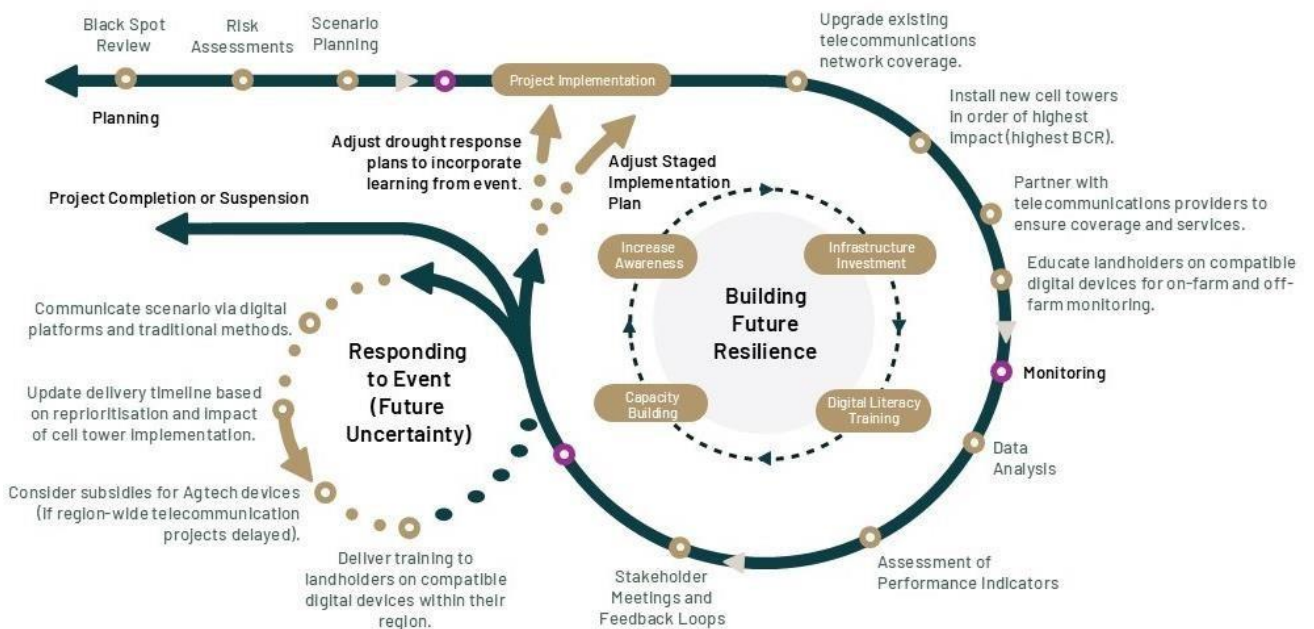 Black Spot
Review
Risk
Assessments
Scenario
Planning
Planning
Project Implementation
Upgrade existing
telecommunications
network coverage.
Install new cell towers
in order of highest
impact (highest BCR).
Partner with
telecommunications providers to
ensure coverage and services.
Educate landholders on compatible
digital devices for on-farm and off-
farm monitoring.
Monitoring
Data
Analysis
Assessment of
Performance Indicators
Stakeholder
Meetings and
Feedback Loops
Adjust drought response
plans to incorporate
learning from event.
Adjust Staged
Implementation
Plan
Project Completion or Suspension
Increase
Awareness
Infrastructure
Investment
Building
Future
Resilience
Capacity
Building
Digital Literacy
Training
Responding
to Event
(Future
Uncertainty)
Communicate scenario via digital
platforms and traditional methods.
Update delivery timeline based
on reprioritisation and impact
of cell tower implementation.
Consider subsidies for Agtech devices
(if region-wide telecommunication
projects delayed).
Deliver training to
landholders on compatible
digital devices within their
region.